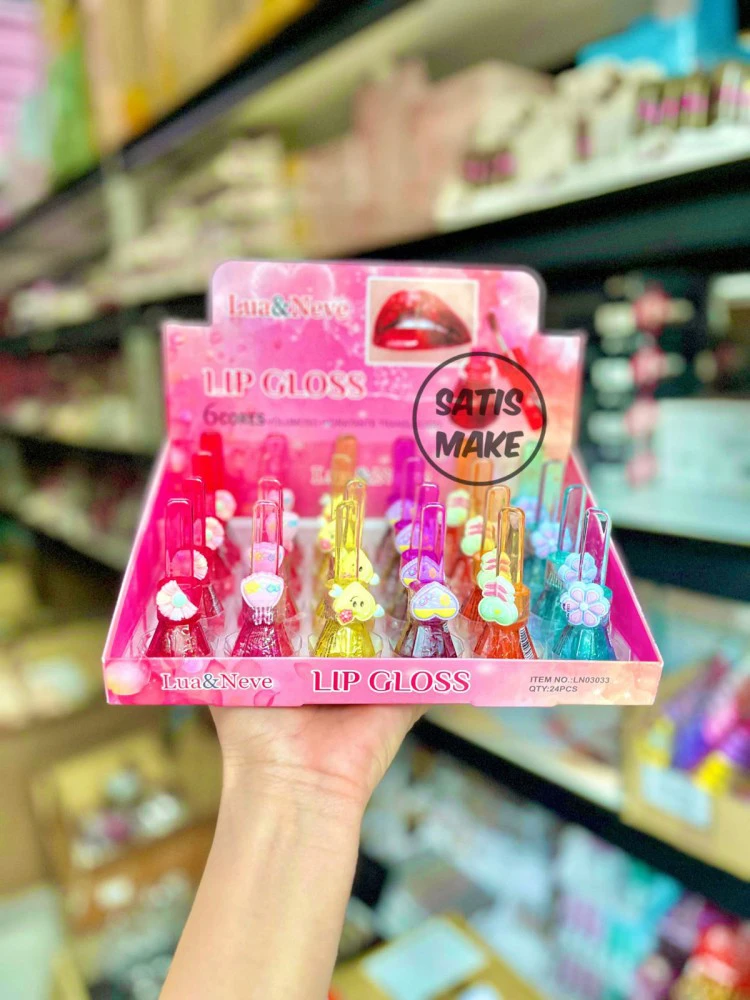 Lua&Neve
LIP GLOSS
6CORES
SATIS
MAKE
Lua&Neve
LIP GLOSS
ITEM NO.:LN03033
QTY:24PCS